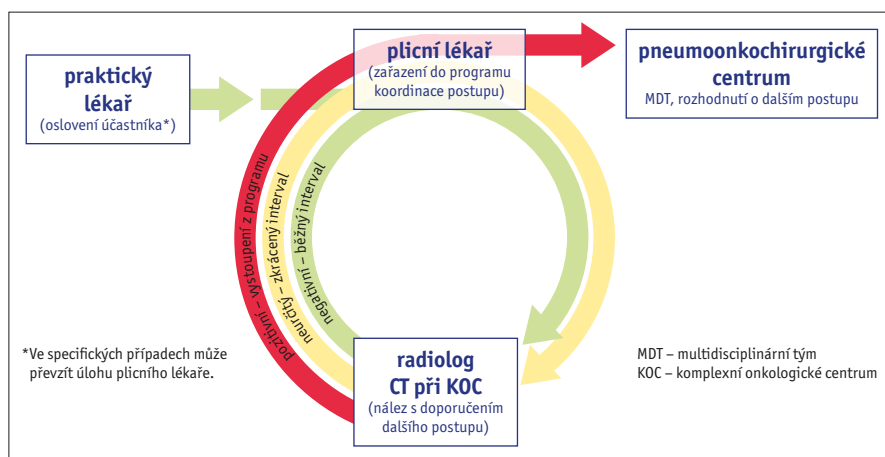 praktický
lékař
(oslovení účastníka*)
plicní lékař
(zařazení do programu
koordinace postupu)
pneumoonkochirurgické
centrum
MDT, rozhodnutí o dalším postupu
pozitivní – vystoupení z programu
neurčitý – zkrácený interval
negativní – běžný interval
radiolog
CT při KOC
(nález s doporučením
dalšího postupu)
*Ve specifických případech může
převzít úlohu plicního lékaře.
MDT – multidisciplinární tým
KOC – komplexní onkologické centrum